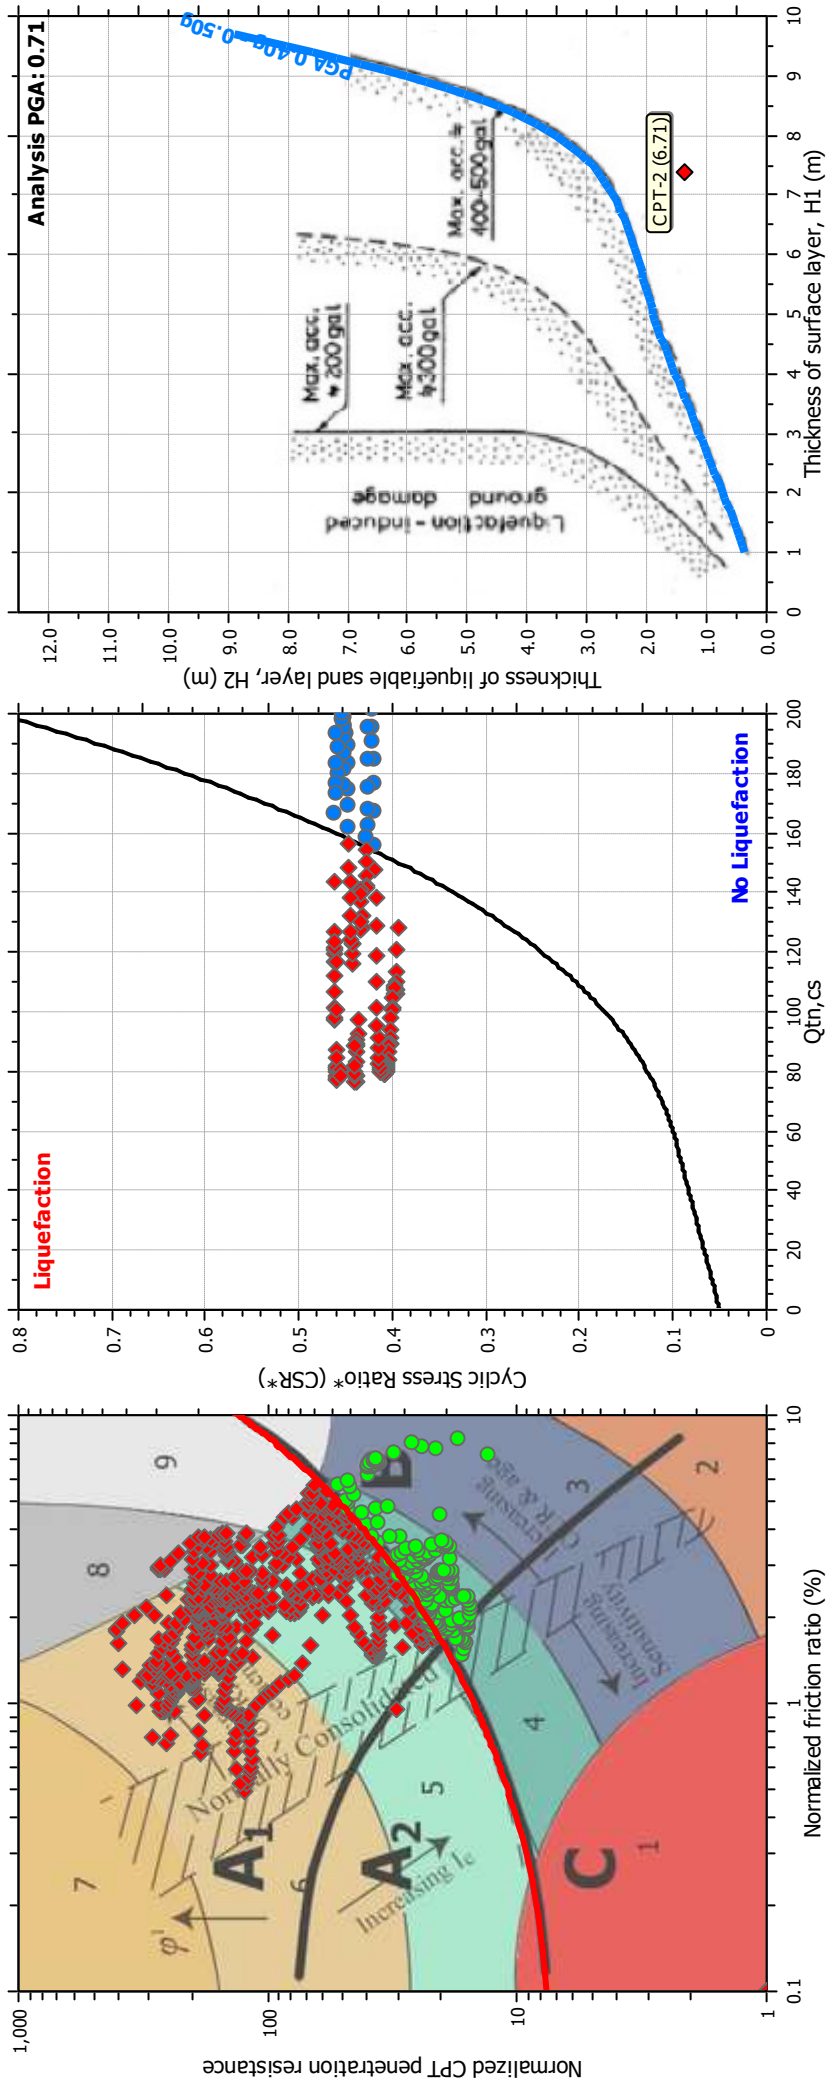 1,000
100
10
1
0.1
1
10
Normalized CPT penetration resistance
Normalized friction ratio (%)
7
8
9
6
5
4
3
2
1
A1
A2
B
C
φ'
Increasing Ic
Normally Consolidated
Increasing
OCR & age
Increasing
Sensitivity
0.8
0.7
0.6
0.5
0.4
0.3
0.2
0.1
0
0
20
40
60
80
100
120
140
160
180
200
Cyclic Stress Ratio* (CSR*)
Qtn,cs
Liquefaction
No Liquefaction
12.0
11.0
10.0
9.0
8.0
7.0
6.0
5.0
4.0
3.0
2.0
1.0
0.0
0
1
2
3
4
5
6
7
8
9
10
Thickness of liquefiable sand layer, H2 (m)
Thickness of surface layer, H1 (m)
Analysis PGA: 0.71
PGA 0.40g - 0.50g
Max. acc.
≒ 200gal
Max. acc.
≒300gal
Max. acc.≒
400~500gal
Liquefaction - induced
ground damage
CPT-2 (6.71)